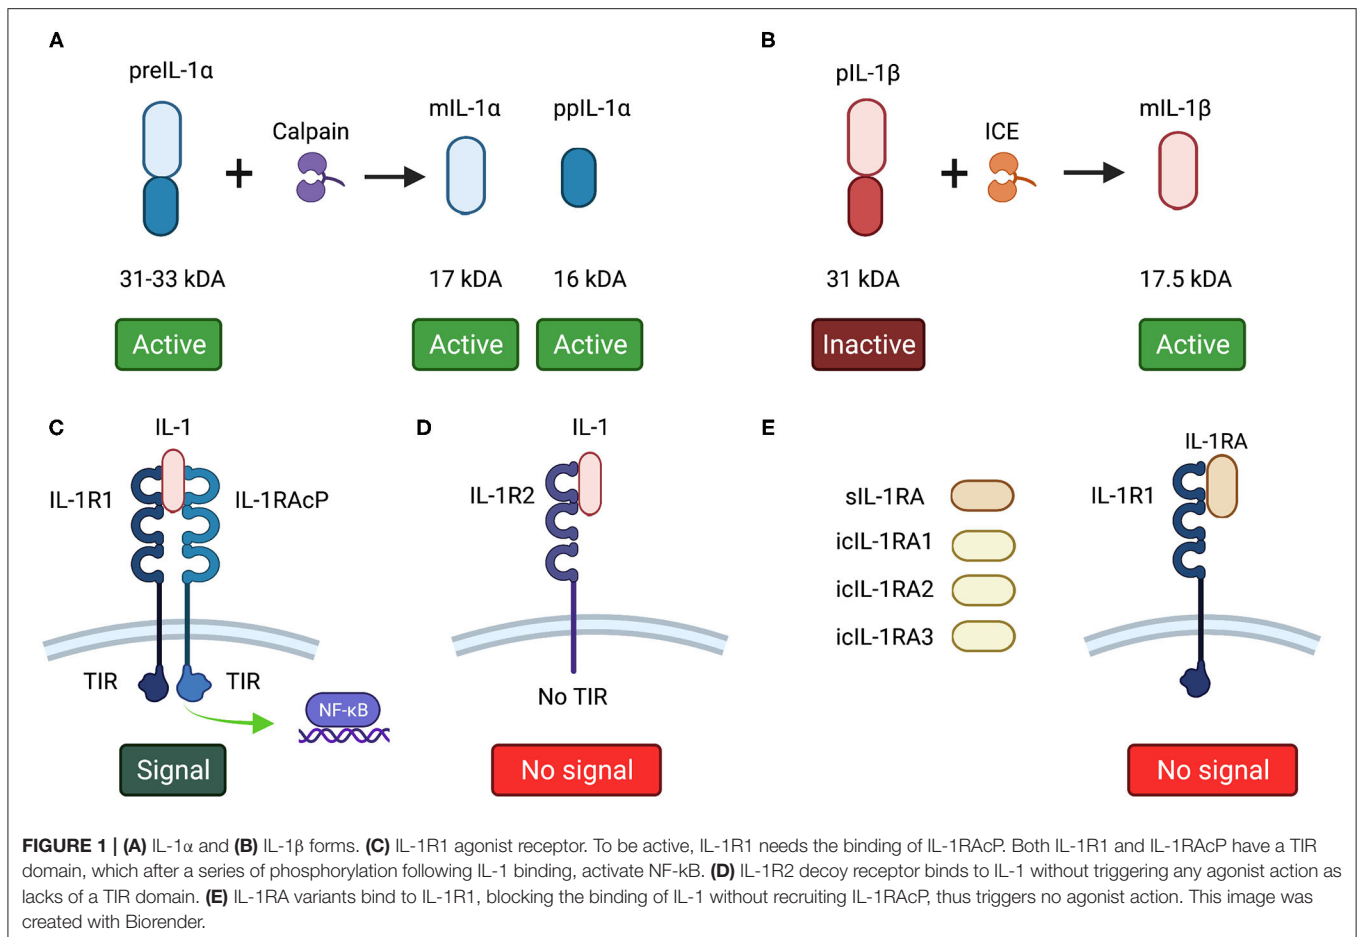 A
preIL-1α
+
Calpain
mIL-1α
ppIL-1α
31-33 kDA
17 kDA
16 kDA
Active
Active
Active
B
pIL-1β
+
ICE
mIL-1β
31 kDA
17.5 kDA
Inactive
Active
C
IL-1
IL-1R1
IL-1RAcP
TIR
TIR
NF-κB
Signal
D
IL-1
IL-1R2
No TIR
No signal
E
sIL-1RA
icIL-1RA1
icIL-1RA2
icIL-1RA3
IL-1RA
IL-1R1
No signal
FIGURE 1 | (A) IL-1α and (B) IL-1β forms. (C) IL-1R1 agonist receptor. To be active, IL-1R1 needs the binding of IL-1RAcP. Both IL-1R1 and IL-1RAcP have a TIR
domain, which after a series of phosphorylation following IL-1 binding, activate NF-kB. (D) IL-1R2 decoy receptor binds to IL-1 without triggering any agonist action as
lacks of a TIR domain. (E) IL-1RA variants bind to IL-1R1, blocking the binding of IL-1 without recruiting IL-1RAcP, thus triggers no agonist action. This image was
created with Biorender.